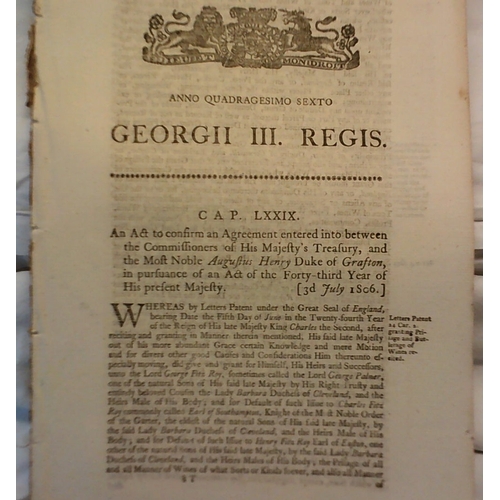 DIEU ET MON DROIT
ANNO QUADRAGESIMO SEXTO
GEORGII III. REGIS.
CAP. LXXIX.
An Act to confirm an Agreement entered into between
the Commissioners of His Majesty's Treasury, and
the Most Noble Augustus Henry Duke of Grafton,
in pursuance of an Act of the Forty-third Year of
His present Majesty. [3d July 1806.]
WHEREAS by Letters Patent under the Great Seal of England,
bearing Date the Fifth Day of June in the Twenty-fourth Year
of the Reign of His late Majesty King Charles the Second, after
reciting and granting in Manner therein mentioned, His said late Majesty
out of his more abundant Grace certain Knowledge and mere Motion
and for divers other good Causes and Considerations Him thereunto e-
specially moving, did give and grant for Himself, His Heirs and Successors,
unto the Lord George Fitz Roy, sometimes called the Lord George Palmer,
one of the natural Sons of His said late Majesty by His Right Trusty and
entirely beloved Cousin the Lady Barbara Dutchess of Cleveland, and the
Heirs Male of His Body; and for Default of such Issue to Charles Fitz
Roy commonly called Earl of Southampton, Knight of the Most Noble Order
of the Garter, the eldest of the natural Sons of His said late Majesty, by
the said Lady Barbara Dutchess of Cleveland, and the Heirs Male of His
Body; and for Default of such Issue to Henry Fitz Roy Earl of Euston, one
other of the natural Sons of His said late Majesty, by the said Lady Barbara
Dutchess of Cleveland, and the Heirs Males of His Body; the Prisage of all
and all Manner of Wines of what Sorts or Kinds soever, and also all Manner
Letters Patent
24 Car. 2.
granting Pri-
sage and But-
lerage of
Wines re-
cited.
8 T